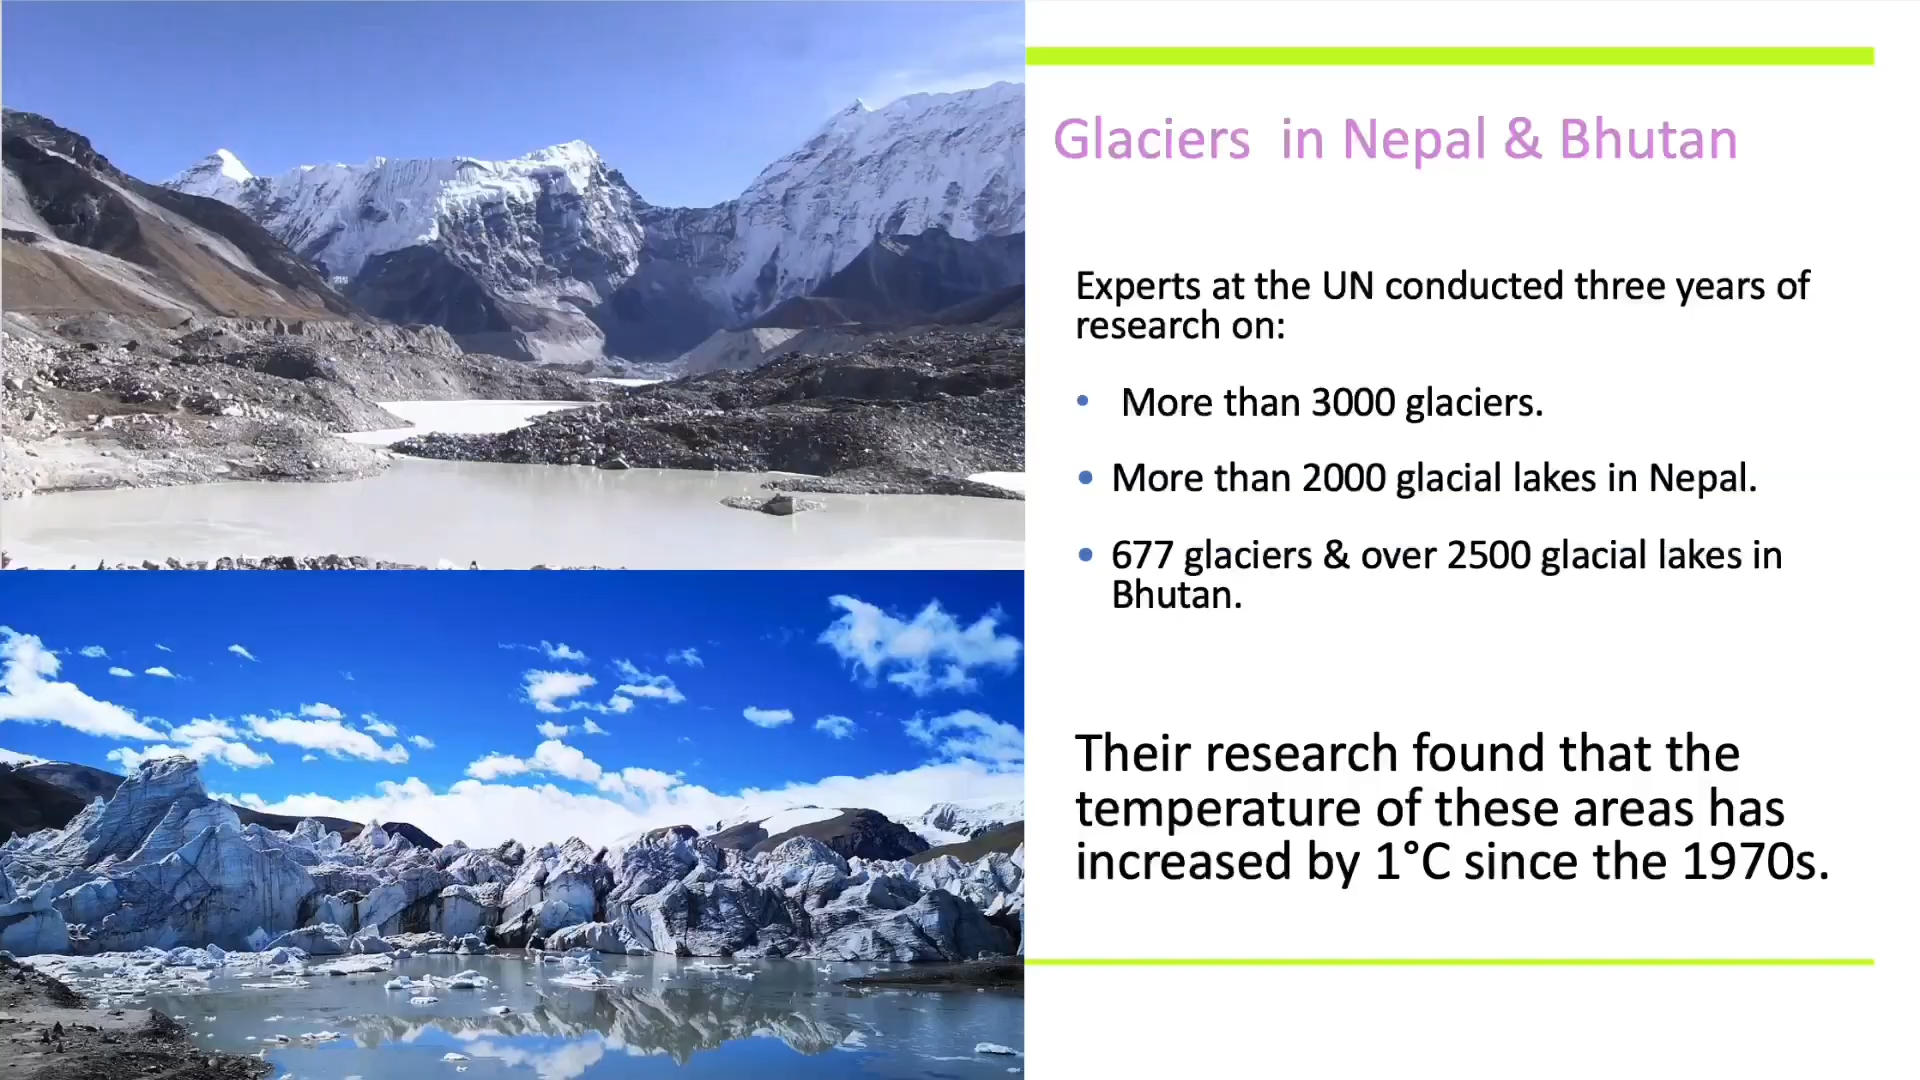 Glaciers in Nepal & Bhutan
Experts at the UN conducted three years of
research on:
• More than 3000 glaciers.
• More than 2000 glacial lakes in Nepal.
• 677 glaciers & over 2500 glacial lakes in
Bhutan.
Their research found that the
temperature of these areas has
increased by 1°C since the 1970s.